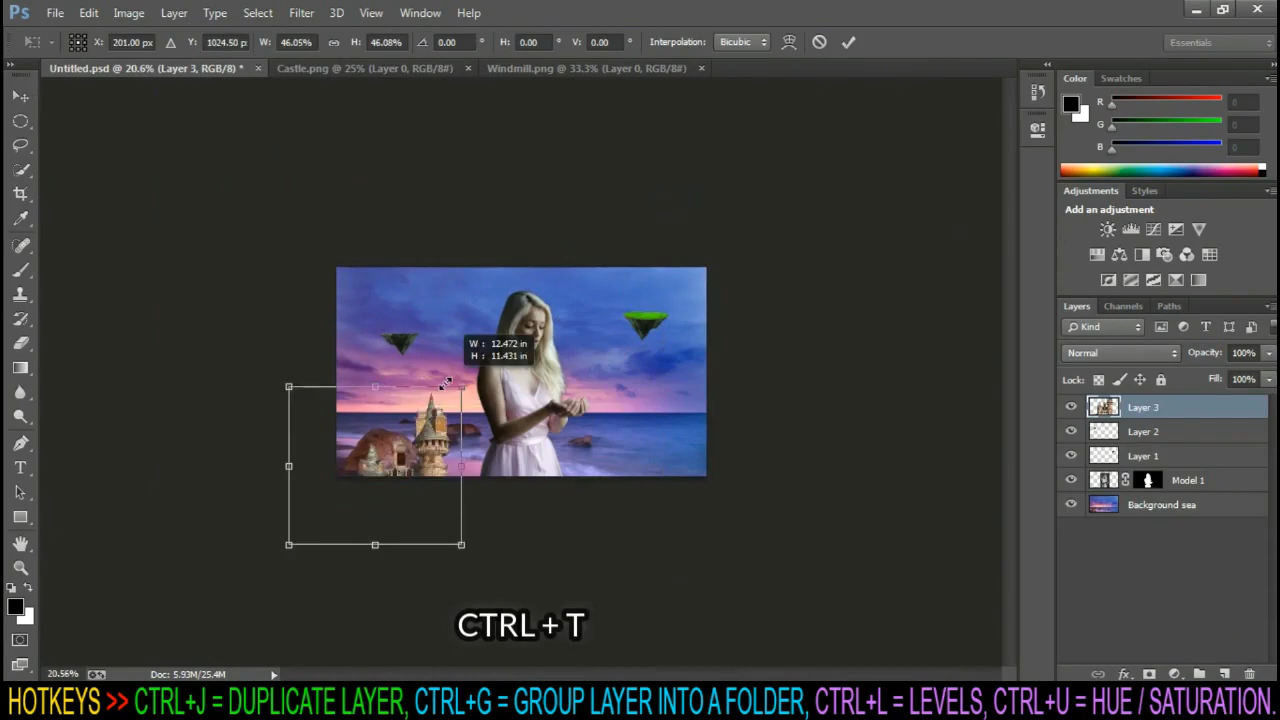 Ps File Edit Image Layer Type Select Filter 3D View Window Help
X: 201.00 px Y: 1024.50 p W: 46.05% H: 46.08% 0.00 ° H: 0.00 ° V: 0.00 ° Interpolation: Bicubic Essentials
Untitled.psd @ 20.6% (Layer 3, RGB/8) * × Castle.png @ 25% (Layer 0, RGB/8#) × Windmill.png @ 33.3% (Layer 0, RGB/8#) ×
Color Swatches
R 0
G 0
B 0
Adjustments Styles
Add an adjustment
Layers Channels Paths
Kind
Normal Opacity: 100%
Lock: Fill: 100%
Layer 3
Layer 2
Layer 1
Model 1
Background sea
W : 12.472 in
H : 11.431 in
CTRL + T
20.56% Doc: 5.93M/25.4M
HOTKEYS >> CTRL+J = DUPLICATE LAYER, CTRL+G = GROUP LAYER INTO A FOLDER, CTRL+L = LEVELS, CTRL+U = HUE / SATURATION.